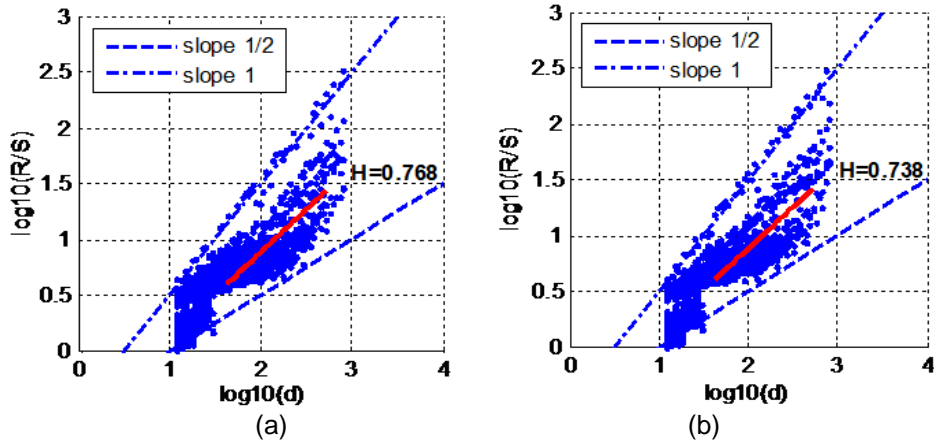 3
2.5
2
1.5
1
0.5
0
0 1 2 3 4
log10(R/S)
log10(d)
slope 1/2
slope 1
H=0.768
(a)
3
2.5
2
1.5
1
0.5
0
0 1 2 3 4
log10(R/S)
log10(d)
slope 1/2
slope 1
H=0.738
(b)